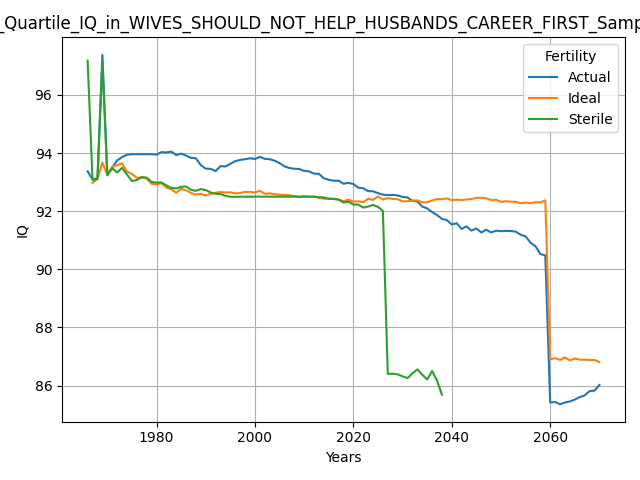 _Quartile_IQ_in_WIVES_SHOULD_NOT_HELP_HUSBANDS_CAREER_FIRST_Samp
Fertility
Actual
Ideal
Sterile
96
94
92
90
88
86
IQ
1980
2000
2020
2040
2060
Years